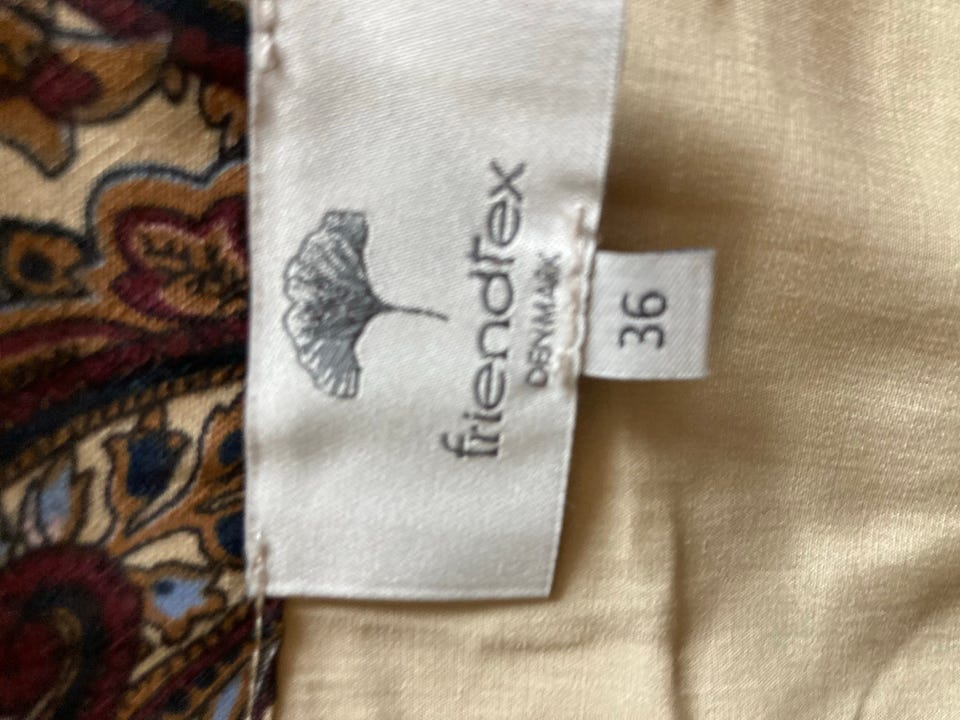 friendtex
DENMARK
36